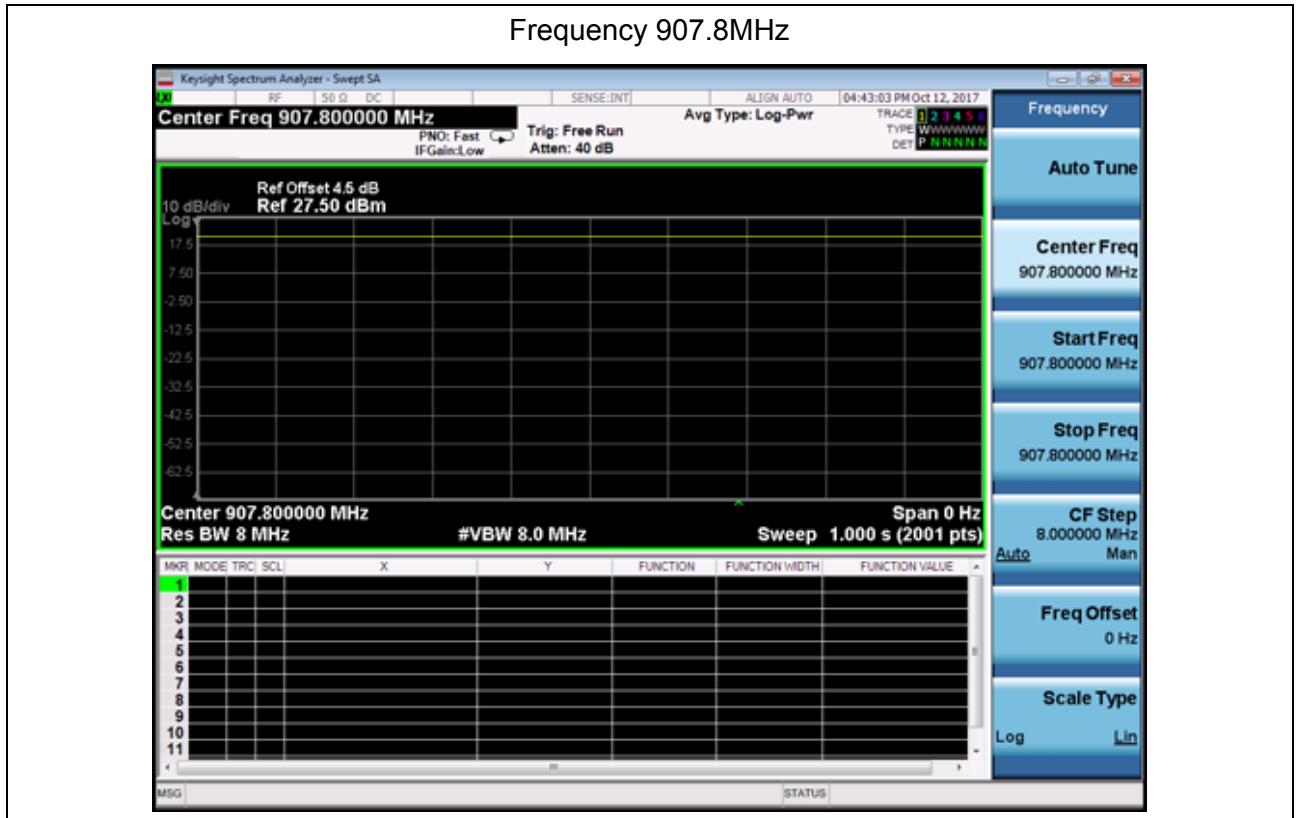 Frequency 907.8MHz
Keysight Spectrum Analyzer - Swept SA
RF 50 Ω DC SENSE:INT ALIGN AUTO 04:43:03 PM Oct 12, 2017
Center Freq 907.800000 MHz
PNO: Fast
IFGain:Low
Trig: Free Run
Atten: 40 dB
Avg Type: Log-Pwr
TRACE 1 2 3 4 5 6
TYPE WWWWWWW
DET P N N N N N
Ref Offset 4.5 dB
10 dB/div Ref 27.50 dBm
Log
17.5
7.50
-2.50
-12.5
-22.5
-32.5
-42.5
-52.5
-62.5
Center 907.800000 MHz Span 0 Hz
Res BW 8 MHz #VBW 8.0 MHz Sweep 1.000 s (2001 pts)
MKR MODE TRC SCL X Y FUNCTION FUNCTION WIDTH FUNCTION VALUE
1
2
3
4
5
6
7
8
9
10
11
MSG STATUS
Frequency
Auto Tune
Center Freq
907.800000 MHz
Start Freq
907.800000 MHz
Stop Freq
907.800000 MHz
CF Step
8.000000 MHz
Auto Man
Freq Offset
0 Hz
Scale Type
Log Lin